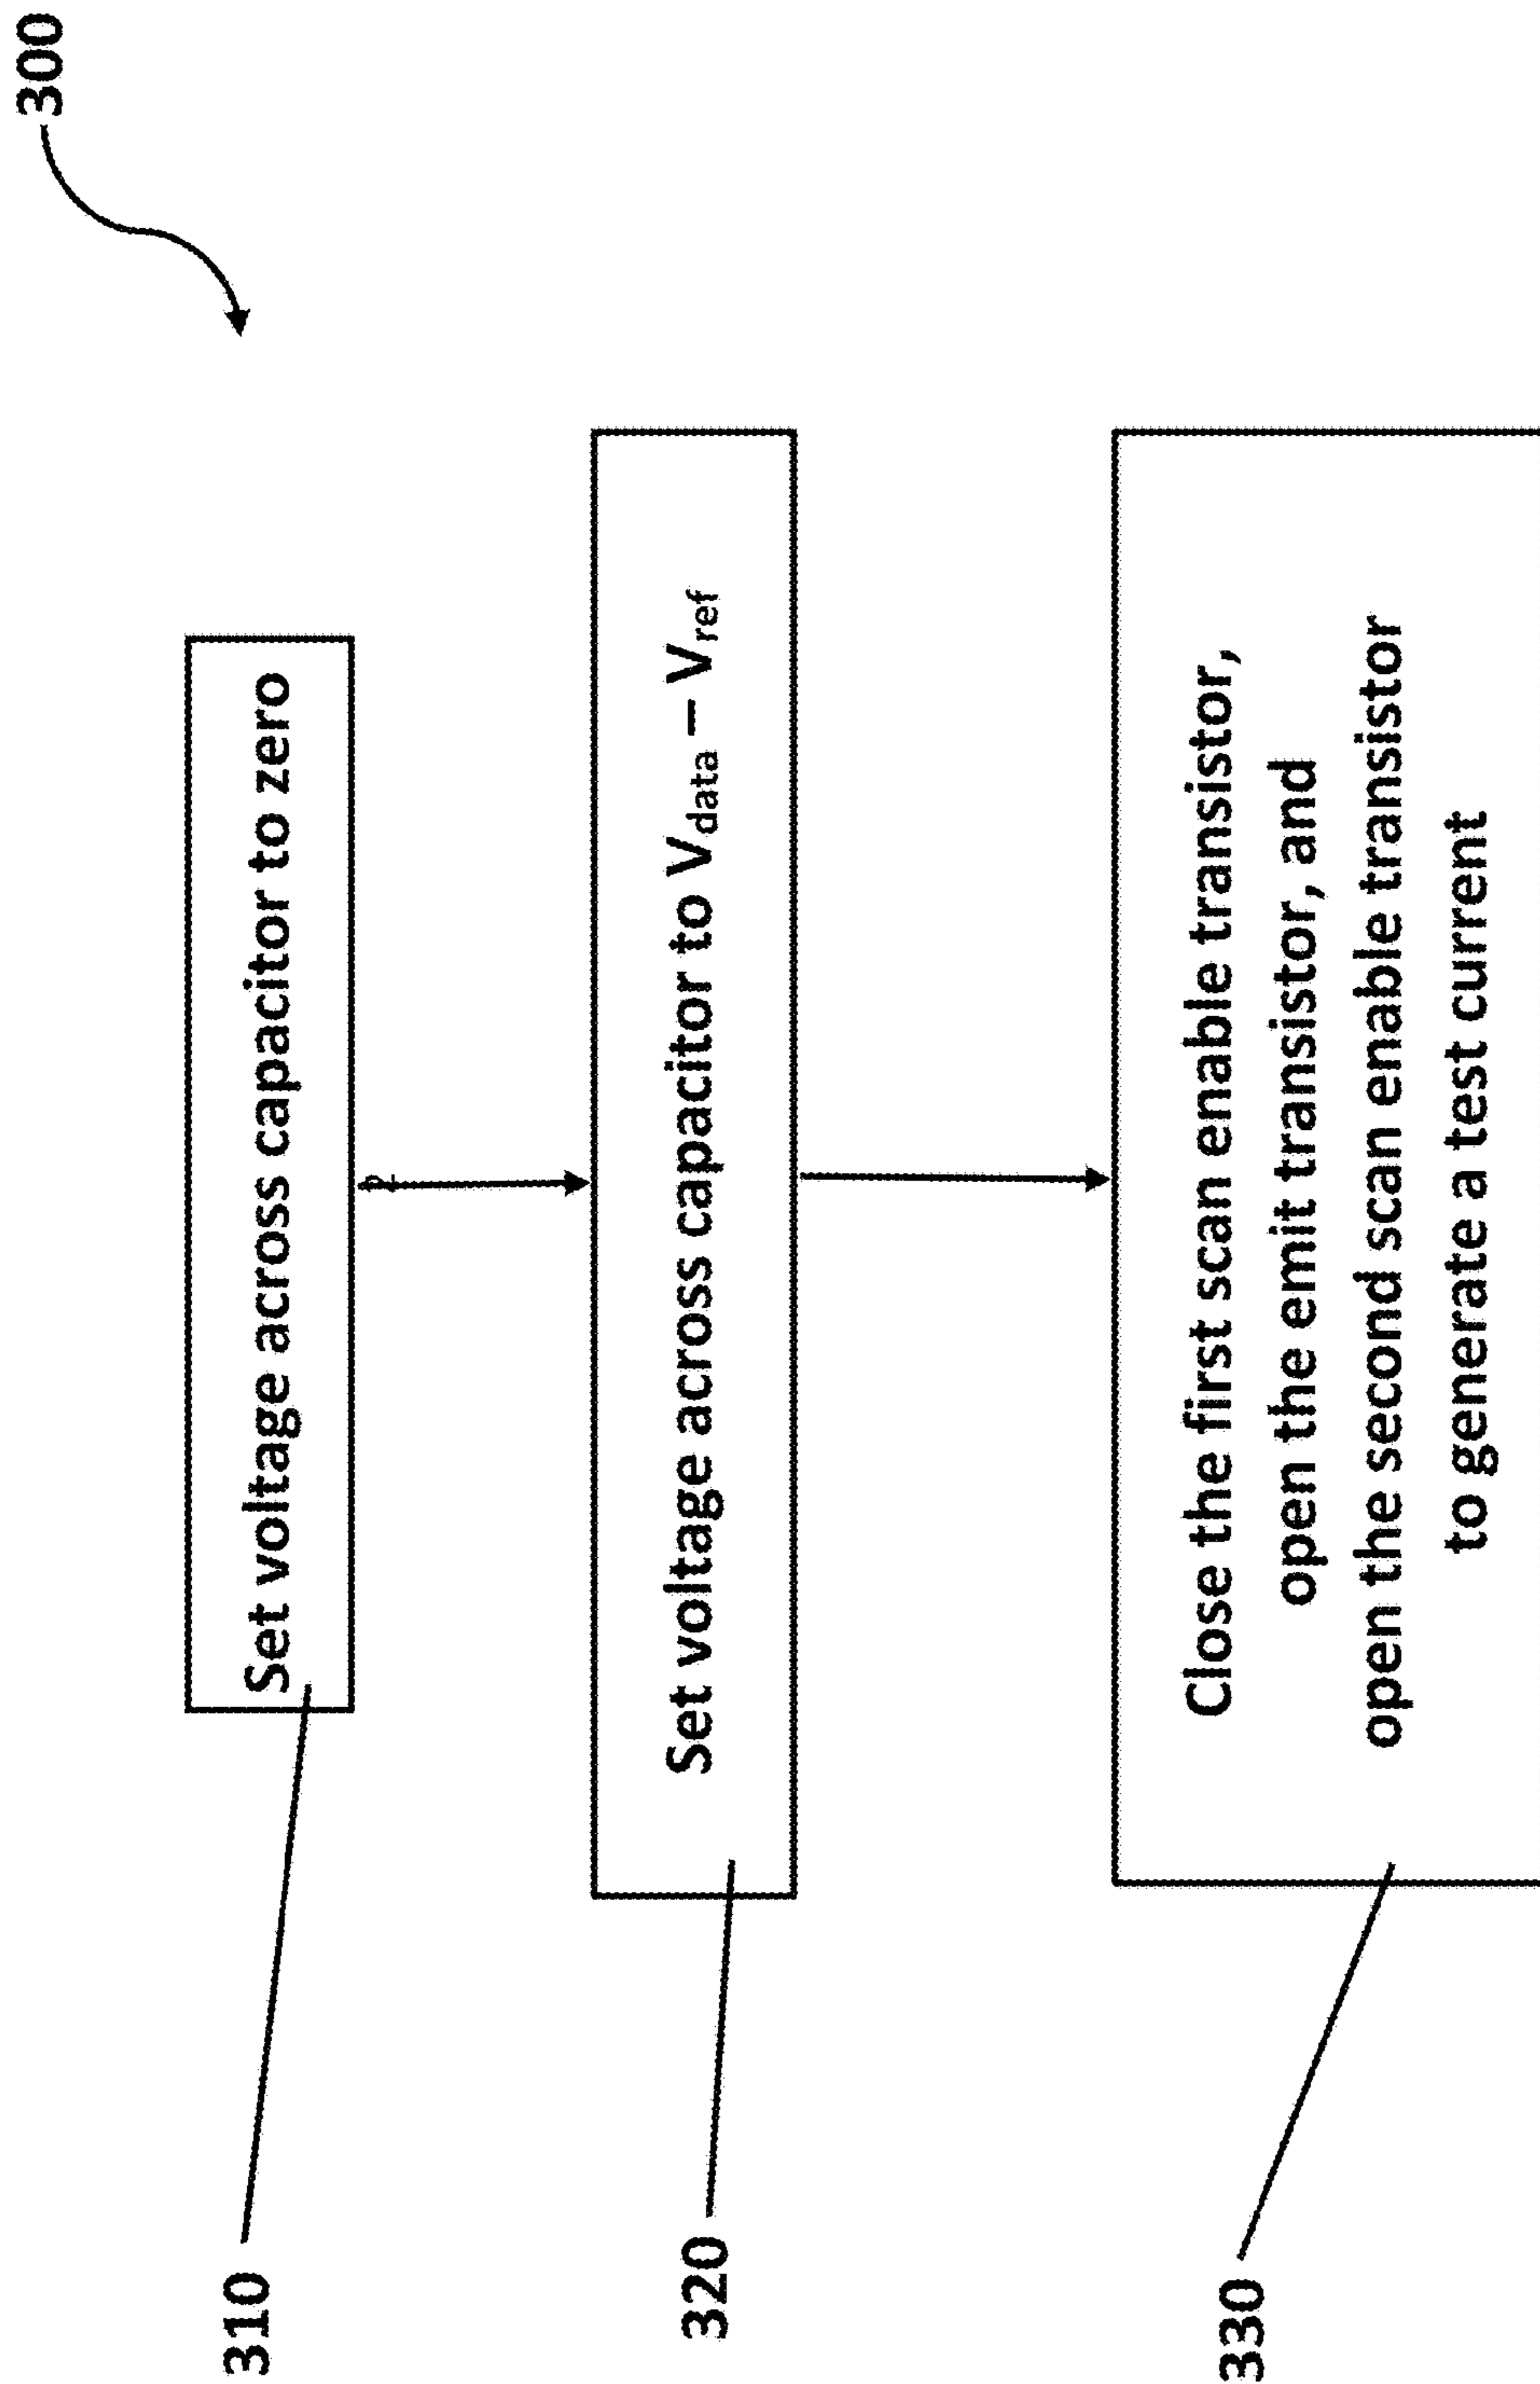 300
310
Set voltage across capacitor to zero
320
Set voltage across capacitor to Vdata – Vref
330
Close the first scan enable transistor,
open the emit transistor, and
open the second scan enable transistor
to generate a test current